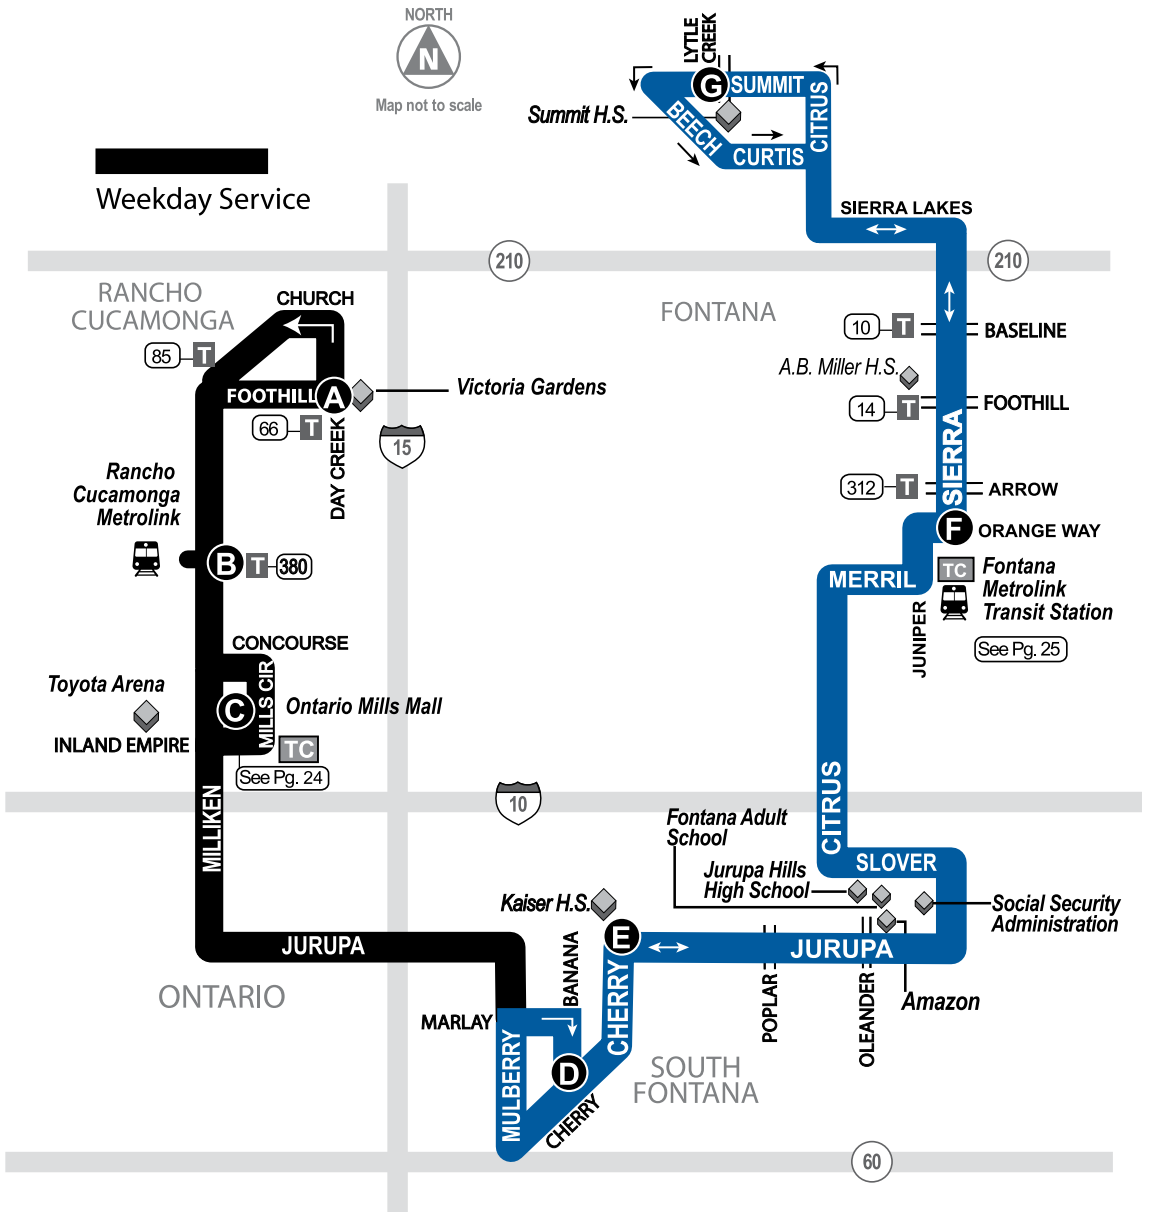 NORTH
N
Map not to scale
LYTLE
CREEK
G
SUMMIT
CITRUS
BEECH
CURTIS
Summit H.S.
Weekday Service
SIERRA LAKES
210
210
RANCHO
CUCAMONGA
CHURCH
FONTANA
85 T
10 T
BASELINE
A.B. Miller H.S.
FOOTHILL
A
Victoria Gardens
14 T
FOOTHILL
66 T
DAY CREEK
15
SIERRA
Rancho
Cucamonga
Metrolink
312 T
ARROW
F
ORANGE WAY
B
T 380
MERRIL
JUNIPER
TC
Fontana
Metrolink
Transit Station
See Pg. 25
CONCOURSE
MILLS CIR
Toyota Arena
C
Ontario Mills Mall
INLAND EMPIRE
TC
See Pg. 24
MILLIKEN
10
CITRUS
Fontana Adult
School
SLOVER
Jurupa Hills
High School
Kaiser H.S.
Social Security
Administration
E
JURUPA
JURUPA
BANANA
CHERRY
POPLAR
OLEANDER
Amazon
ONTARIO
MARLAY
MULBERRY
D
CHERRY
SOUTH
FONTANA
60